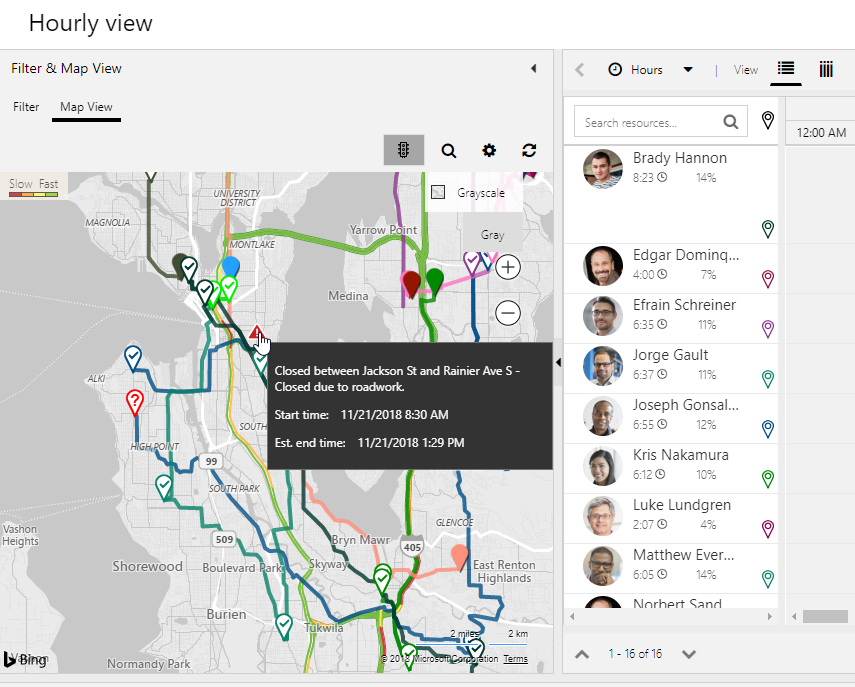 Hourly view
Filter & Map View
Filter
Map View
Slow Fast
Grayscale
Gray
UNIVERSITY
DISTRICT
MAGNOLIA
MONTLAKE
Yarrow Point
Medina
ALKI
HIGH POINT
99
SOUTH PARK
509
Vashon
Heights
Shorewood
Boulevard Park
Bryn Mawr
Skyway
405
GLENCOE
East Renton
Highlands
Burien
Tukwila
Normandy Park
Closed between Jackson St and Rainier Ave S -
Closed due to roadwork.
Start time: 11/21/2018 8:30 AM
Est. end time: 11/21/2018 1:29 PM
2 miles
2 km
Bing
© 2018 Microsoft Corporation Terms
Hours
View
Search resources...
12:00 AM
Brady Hannon
8:23 14%
Edgar Doming...
4:00 7%
Efrain Schreiner
6:35 11%
Jorge Gault
6:37 11%
Joseph Gonsal...
6:55 12%
Kris Nakamura
6:12 10%
Luke Lundgren
2:07 4%
Matthew Ever...
6:05 14%
Norbert Sand
1 - 16 of 16